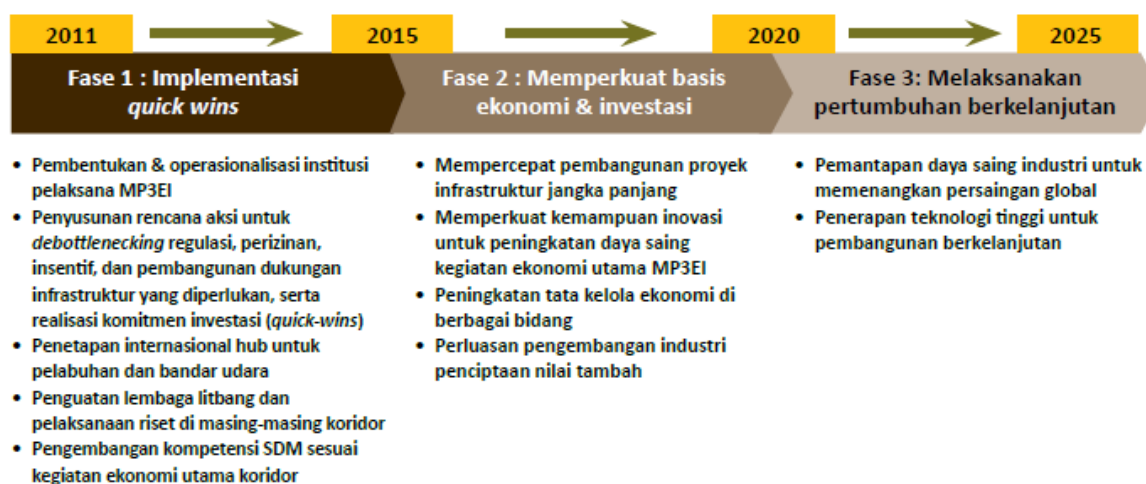 2011
2015
2020
2025
Fase 1 : Implementasi
quick wins
Fase 2 : Memperkuat basis
ekonomi & investasi
Fase 3: Melaksanakan
pertumbuhan berkelanjutan
• Pembentukan & operasionalisasi institusi
pelaksana MP3EI
• Penyusunan rencana aksi untuk
debottlenecking regulasi, perizinan,
insentif, dan pembangunan dukungan
infrastruktur yang diperlukan, serta
realisasi komitmen investasi (quick-wins)
• Penetapan internasional hub untuk
pelabuhan dan bandar udara
• Penguatan lembaga litbang dan
pelaksanaan riset di masing-masing koridor
• Pengembangan kompetensi SDM sesuai
kegiatan ekonomi utama koridor
• Mempercepat pembangunan proyek
infrastruktur jangka panjang
• Memperkuat kemampuan inovasi
untuk peningkatan daya saing
kegiatan ekonomi utama MP3EI
• Peningkatan tata kelola ekonomi di
berbagai bidang
• Perluasan pengembangan industri
penciptaan nilai tambah
• Pemantapan daya saing industri untuk
memenangkan persaingan global
• Penerapan teknologi tinggi untuk
pembangunan berkelanjutan